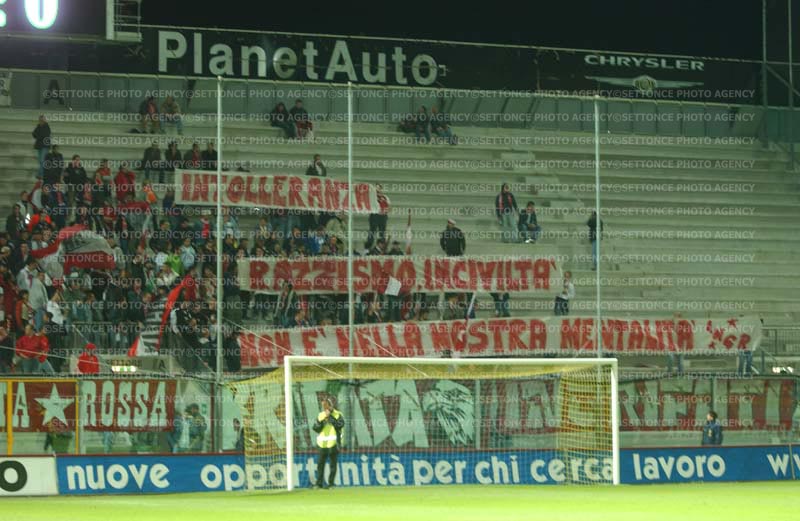 : 0
PlanetAuto
CHRYSLER
©SETTONCE PHOTO AGENCY
INTOLLERANZA
RAZZISMO INCIVILTA'
NON E' NELLA NOSTRA MENTALITA'
ROSSA
nuove opportunità per chi cerca lavoro